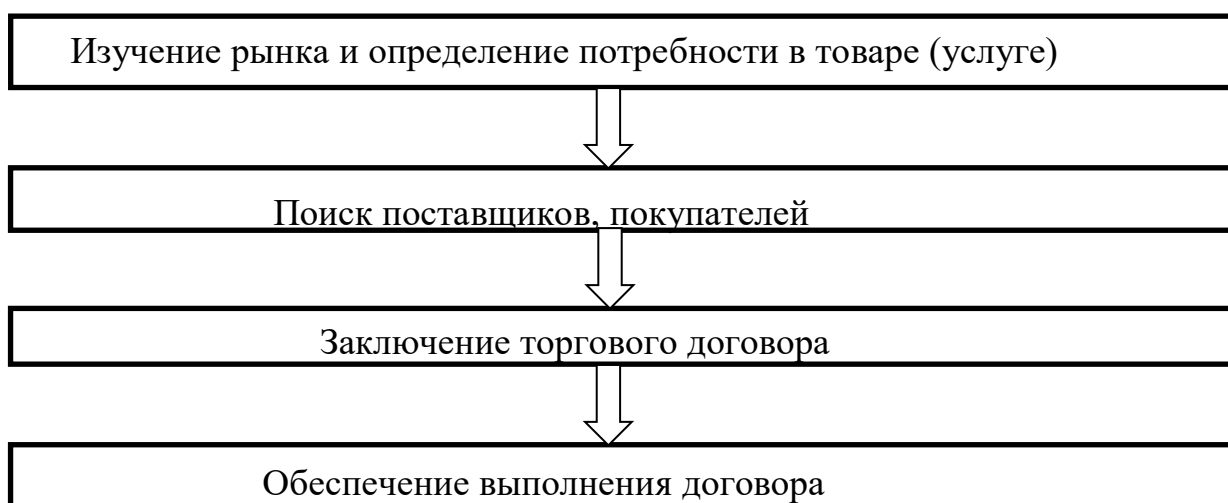 Изучение рынка и определение потребности в товаре (услуге)
Поиск поставщиков, покупателей
Заключение торгового договора
Обеспечение выполнения договора